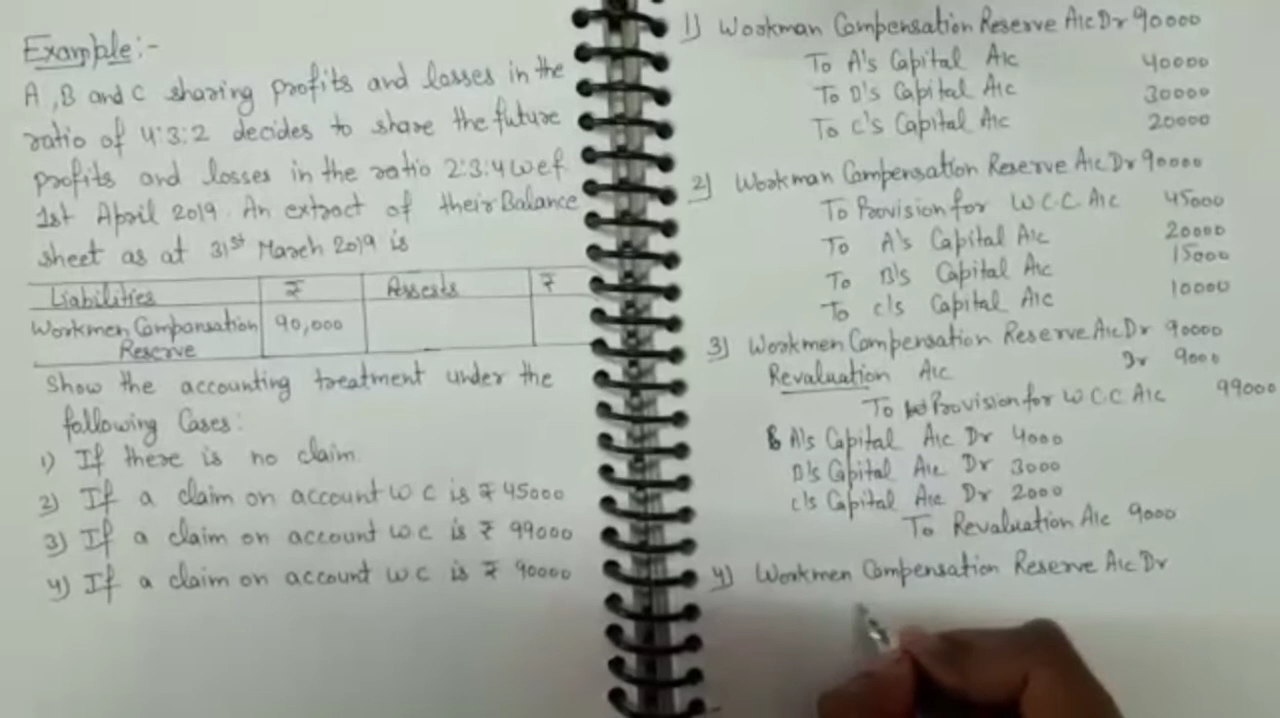 Example:-
A, B and C sharing profits and losses in the
ratio of 4:3:2 decides to share the future
profits and losses in the ratio 2:3:4 wef
1st April 2019. An extract of their Balance
sheet as at 31st March 2019 is
Liabilities ₹ Assests ₹
Workmen Compansation 90,000
Reserve
Show the accounting treatment under the
following Cases:
1) If there is no claim
2) If a claim on account W C is ₹ 45000
3) If a claim on account W C is ₹ 99000
4) If a claim on account W C is ₹ 90000
1) Workman Compensation Reserve A/c Dr 90000
To A's Capital A/c 40000
To B's Capital A/c 30000
To C's Capital A/c 20000
2) Workman Compensation Reserve A/c Dr 90000
To Provision for W.C.C. A/c 45000
To A's Capital A/c 20000
To B's Capital A/c 15000
To C's Capital A/c 10000
3) Workmen Compensation Reserve A/c Dr 90000
Revaluation A/c Dr 9000
To Provision for W C C A/c 99000
A's Capital A/c Dr 4000
B's Capital A/c Dr 3000
C's Capital A/c Dr 2000
To Revaluation A/c 9000
4) Workmen Compensation Reserve A/c Dr